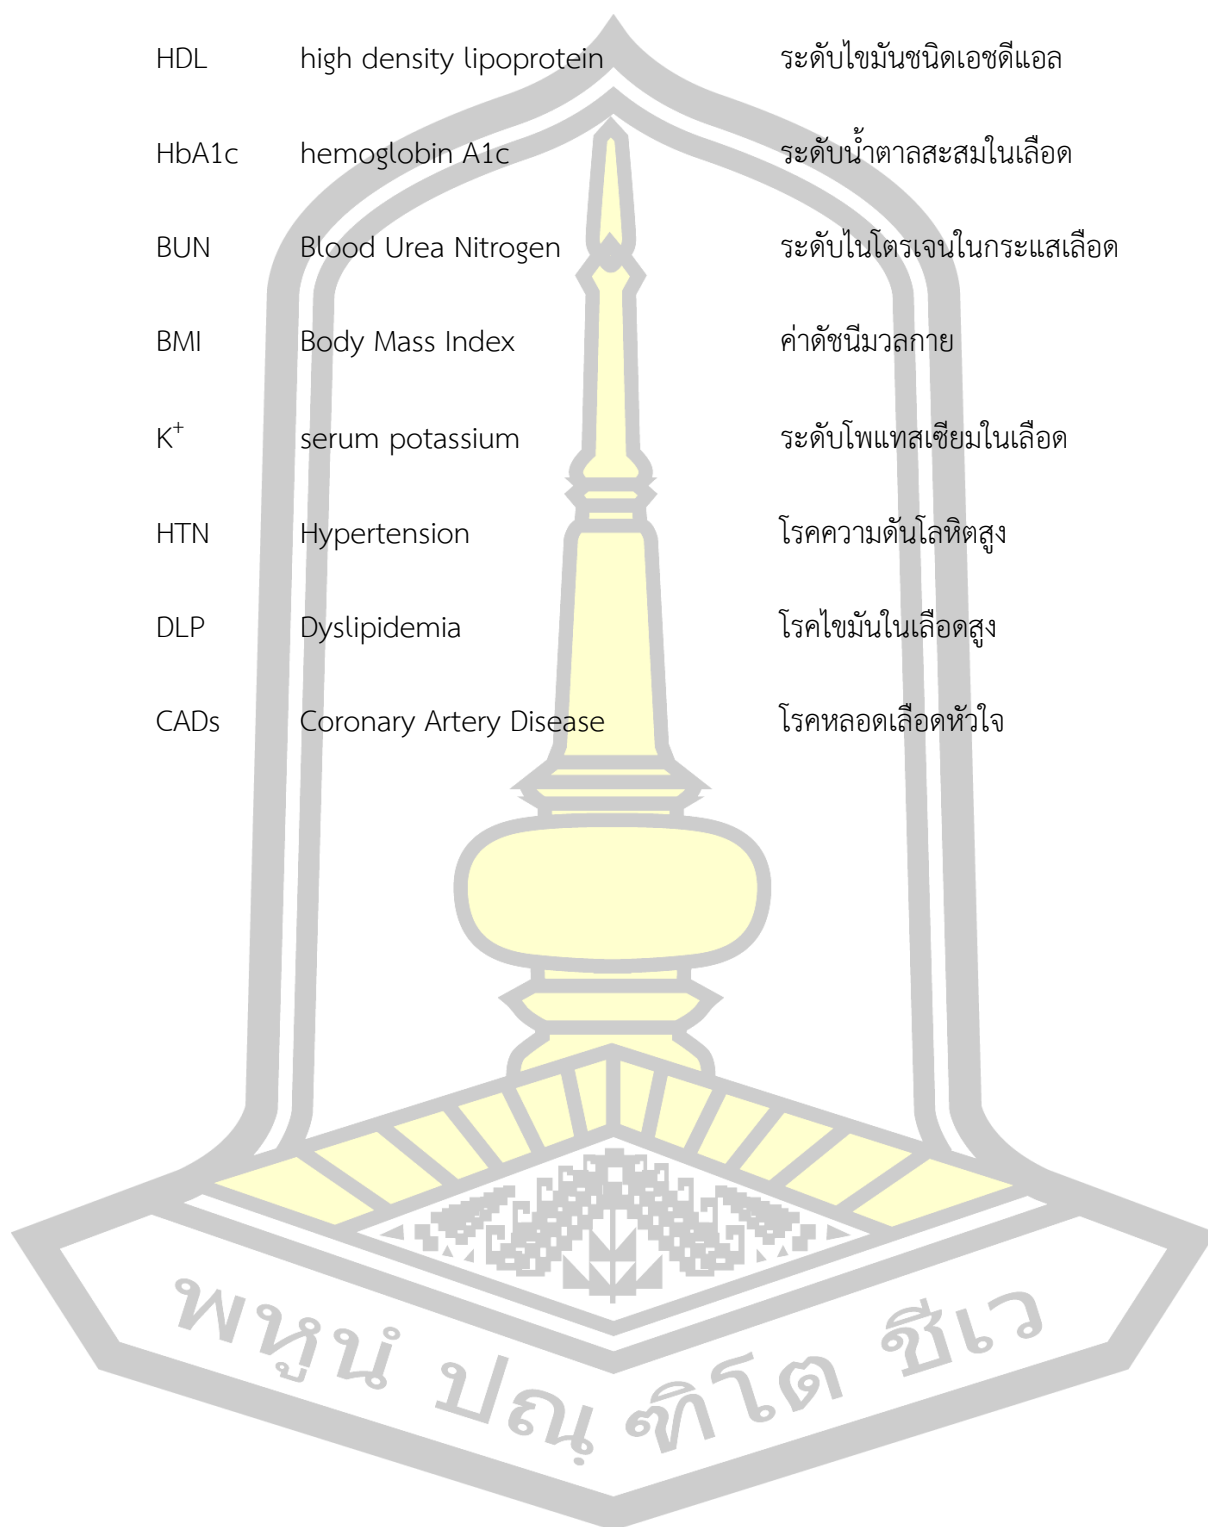 HDL high density lipoprotein ระดับไขมันชนิดเอชดีแอล
HbA1c hemoglobin A1c ระดับน้ำตาลสะสมในเลือด
BUN Blood Urea Nitrogen ระดับไนโตรเจนในกระแสเลือด
BMI Body Mass Index ค่าดัชนีมวลกาย
K⁺ serum potassium ระดับโพแทสเซียมในเลือด
HTN Hypertension โรคความดันโลหิตสูง
DLP Dyslipidemia โรคไขมันในเลือดสูง
CADs Coronary Artery Disease โรคหลอดเลือดหัวใจ
พหูนํ ปณฺ ฑิโต ชีเว